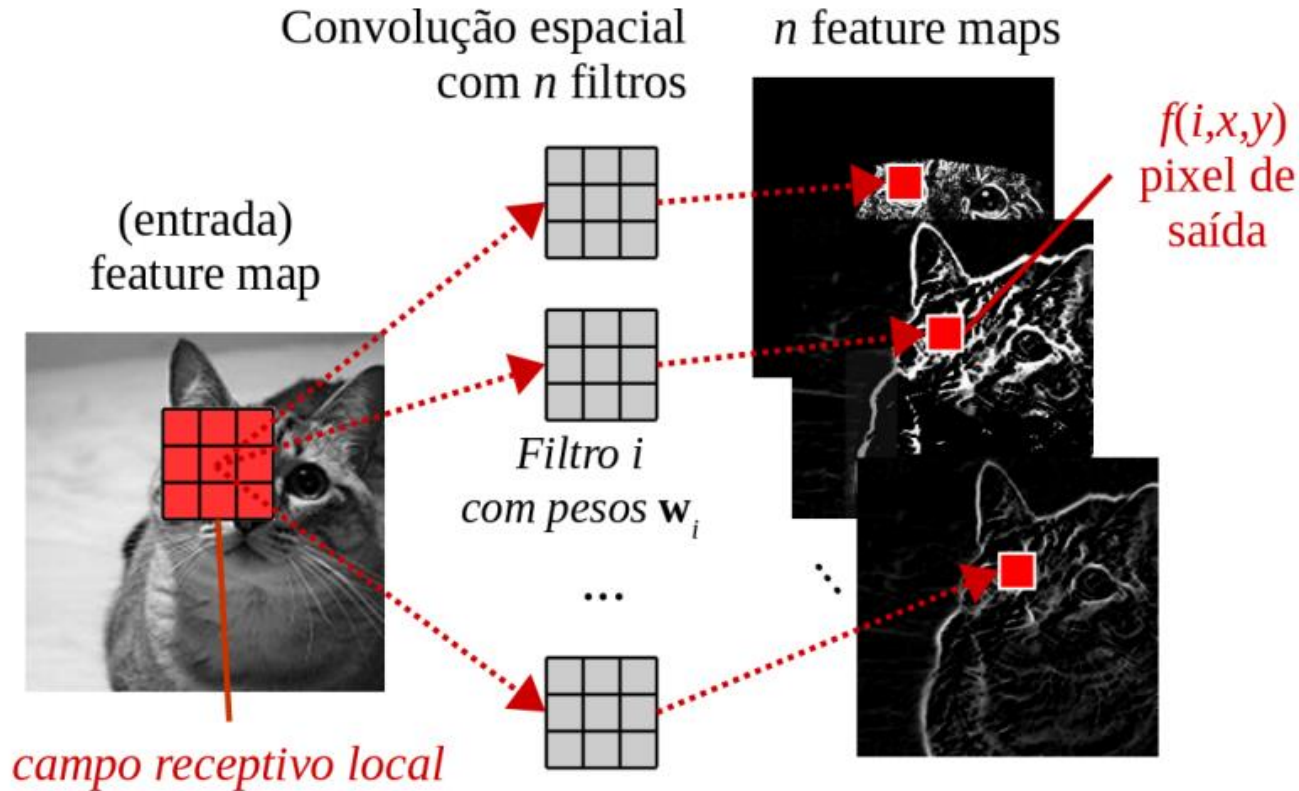 Convolução espacial
com n filtros
n feature maps
f(i,x,y)
pixel de
saída
(entrada)
feature map
Filtro i
com pesos wᵢ
...
...
campo receptivo local